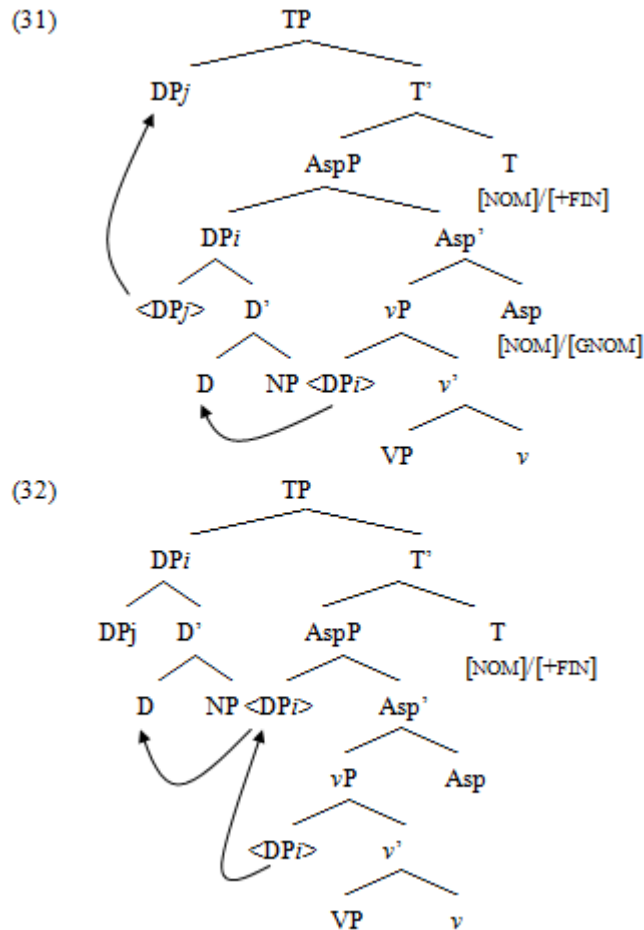 (31) TP
DPj T’
AspP T
[NOM]/[+FIN]
DPi Asp’
<DPj> D’ vP Asp
[NOM]/[GNOM]
D NP <DPi> v’
VP v
(32) TP
DPi T’
DPj D’ AspP T
[NOM]/[+FIN]
D NP <DPi> Asp’
vP Asp
<DPi> v’
VP v